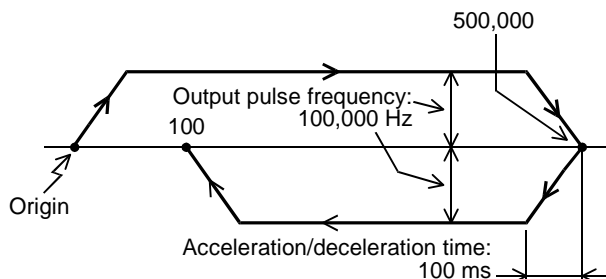 500,000
Output pulse frequency:
100,000 Hz
100
Origin
Acceleration/deceleration time:
100 ms